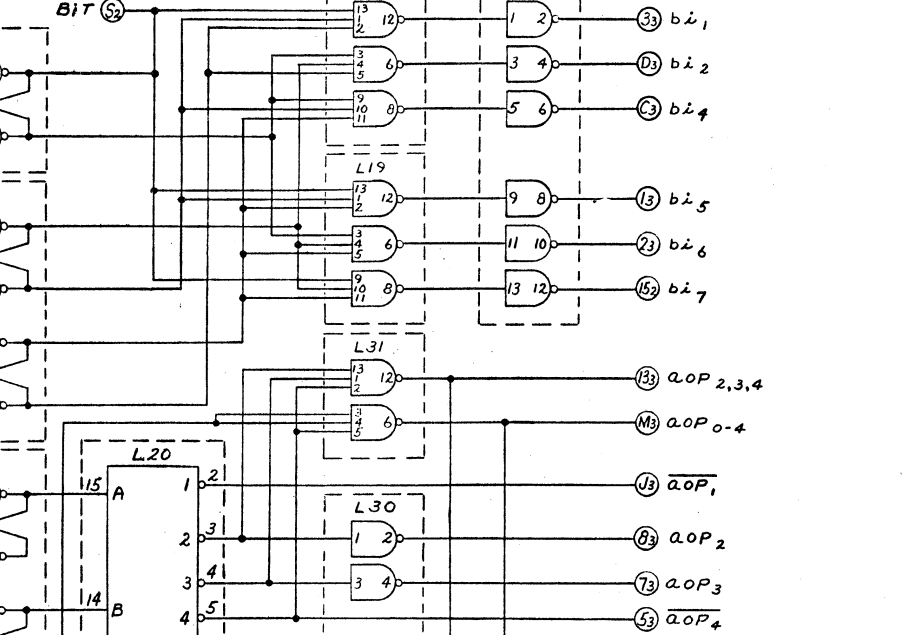 BIT S2
13 1 2 12 1 2 33 bi1
3 4 5 6 3 4 D3 bi2
9 10 11 8 5 6 C3 bi4
L19
13 1 2 12 9 8 13 bi5
3 4 5 6 11 10 23 bi6
9 10 11 8 13 12 152 bi7
L31
13 1 2 12 133 aOP2,3,4
3 4 5 6 M3 aOP0-4
L20
15 A 1 2 J3 aOP1
L30
2 3 1 2 83 aOP2
3 4 3 4 73 aOP3
14 B 4 5 53 aOP4